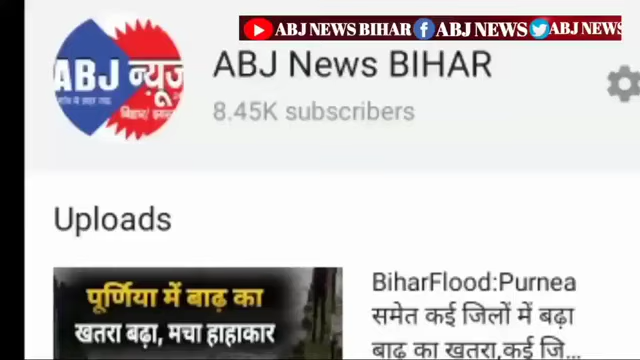 ABJ NEWS BIHAR ABJ NEWS ABJ NEWS
ABJ न्यूज
ABJ News BIHAR
8.45K subscribers
Uploads
पूर्णिया में बाढ़ का
खतरा बढ़ा, मचा हाहाकार
BiharFlood:Purnea
समेत कई जिलों में बढ़ा
बाढ़ का खतरा,कई जि...